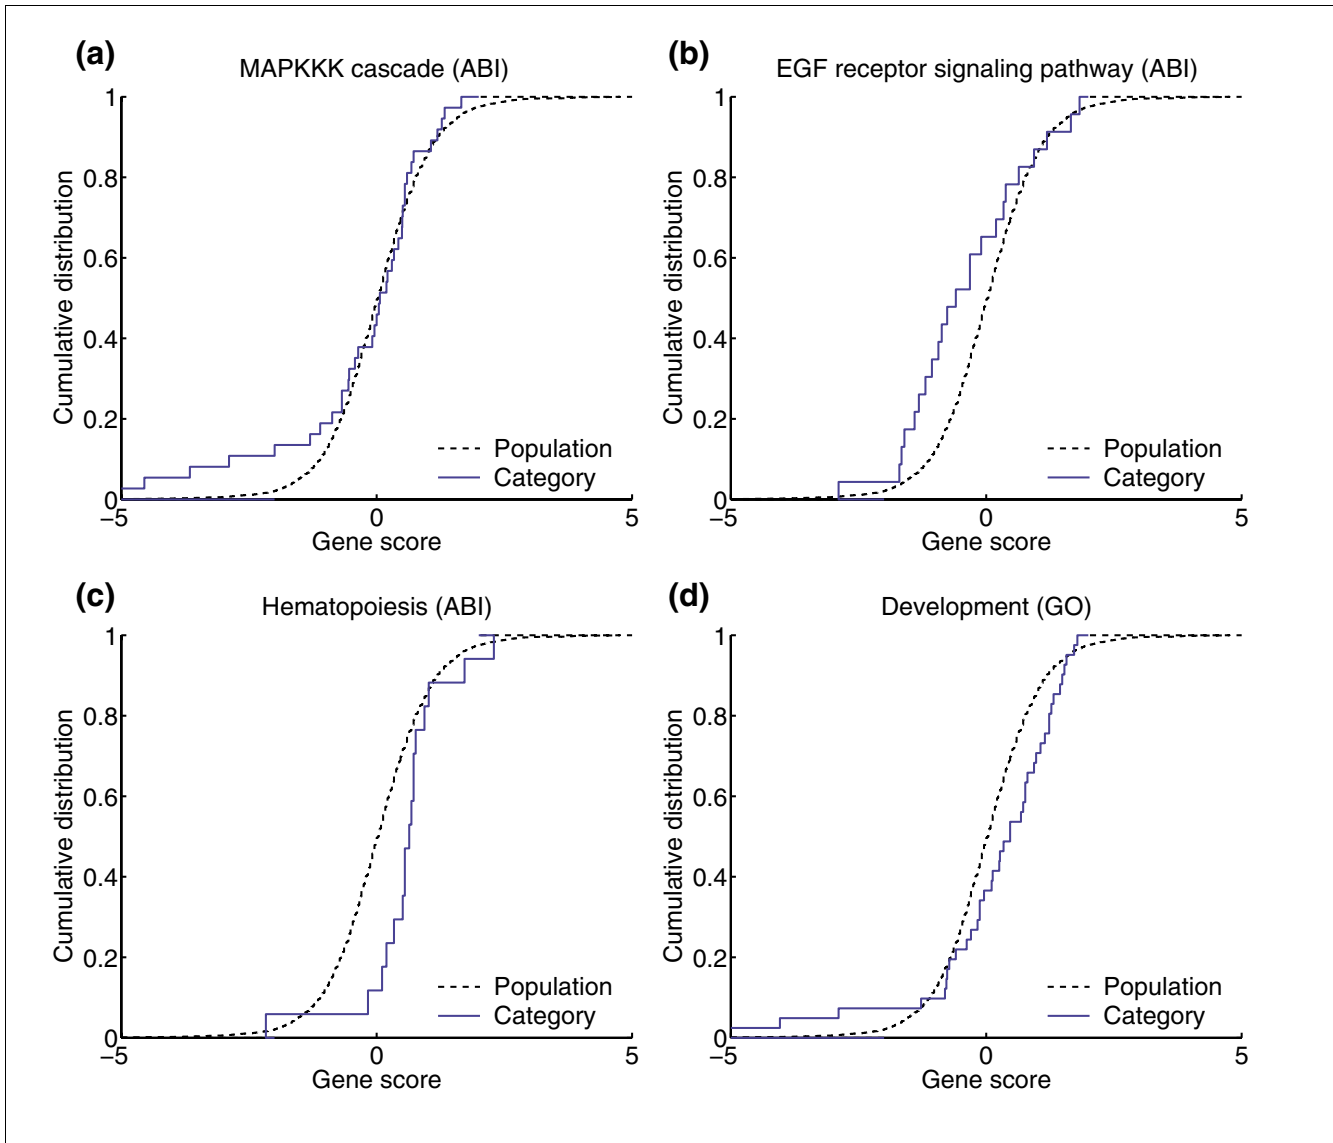 (a)
MAPKKK cascade (ABI)
1
0.8
0.6
0.4
0.2
0
Cumulative distribution
Population
Category
−5
0
5
Gene score
(b)
EGF receptor signaling pathway (ABI)
1
0.8
0.6
0.4
0.2
0
Cumulative distribution
Population
Category
−5
0
5
Gene score
(c)
Hematopoiesis (ABI)
1
0.8
0.6
0.4
0.2
0
Cumulative distribution
Population
Category
−5
0
5
Gene score
(d)
Development (GO)
1
0.8
0.6
0.4
0.2
0
Cumulative distribution
Population
Category
−5
0
5
Gene score